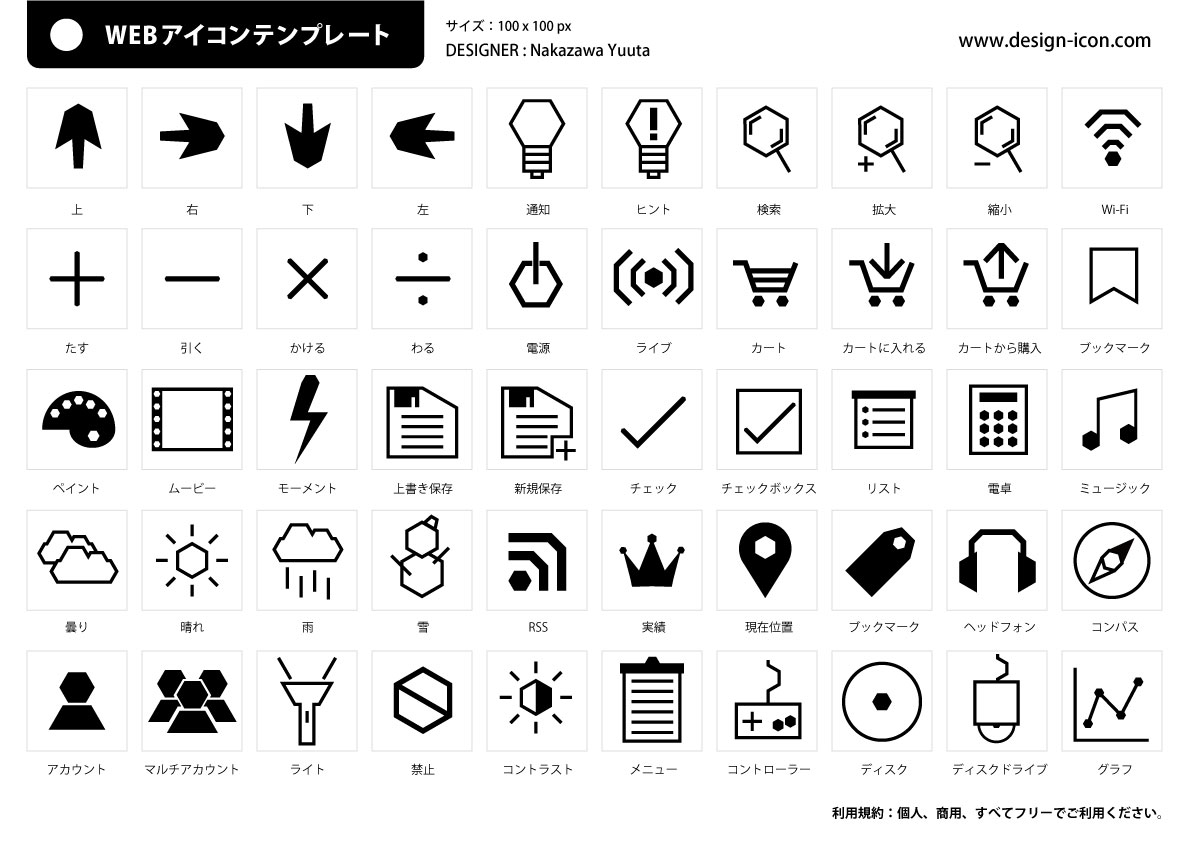 WEBアイコンテンプレート
サイズ：100 x 100 px
DESIGNER : Nakazawa Yuuta
www.design-icon.com
上 右 下 左 通知 ヒント 検索 拡大 縮小 Wi-Fi
たす 引く かける わる 電源 ライブ カート カートに入れる カートから購入 ブックマーク
ペイント ムービー モーメント 上書き保存 新規保存 チェック チェックボックス リスト 電卓 ミュージック
曇り 晴れ 雨 雪 RSS 実績 現在位置 ブックマーク ヘッドフォン コンパス
アカウント マルチアカウント ライト 禁止 コントラスト メニュー コントローラー ディスク ディスクドライブ グラフ
利用規約：個人、商用、すべてフリーでご利用ください。